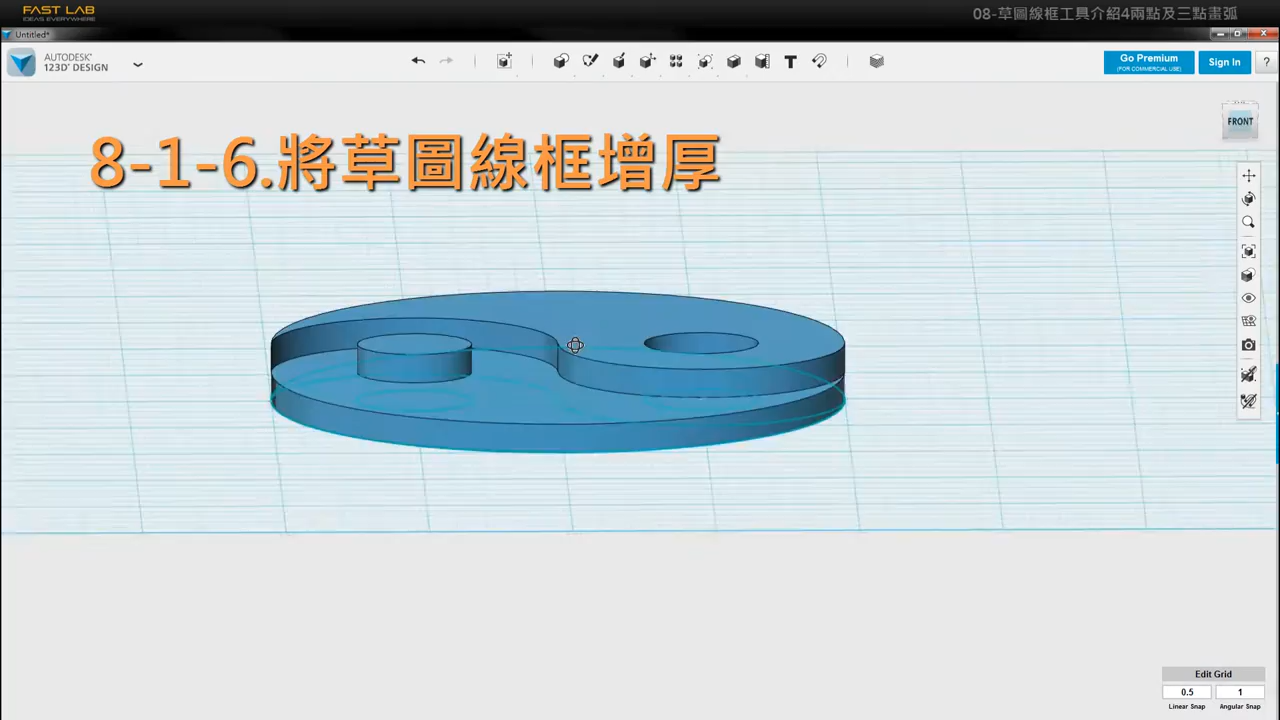 FAST LAB
IDEAS EVERYWHERE
08-草圖線框工具介紹4兩點及三點畫弧
Untitled*
AUTODESK®
123D® DESIGN
T
Go Premium
(FOR COMMERCIAL USE)
Sign In
?
FRONT
8-1-6.將草圖線框增厚
Edit Grid
0.5
1
Linear Snap
Angular Snap